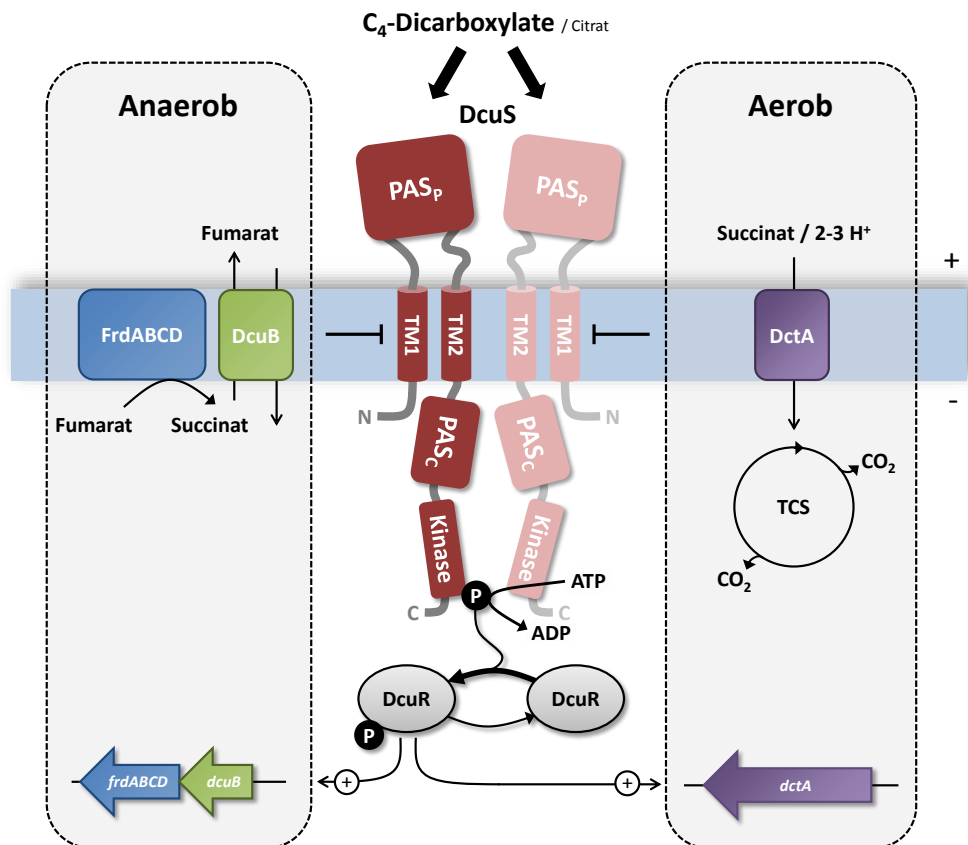 C₄-Dicarboxylate / Citrat
Anaerob
DcuS
Aerob
PASP
PASP
Fumarat
Succinat / 2-3 H⁺
+
FrdABCD
DcuB
TM1
TM2
TM2
TM1
DctA
-
Fumarat
Succinat
N
N
PASC
PASC
CO₂
TCS
Kinase
Kinase
CO₂
C
P
ATP
C
ADP
DcuR
DcuR
P
frdABCD
dcuB
+
+
dctA